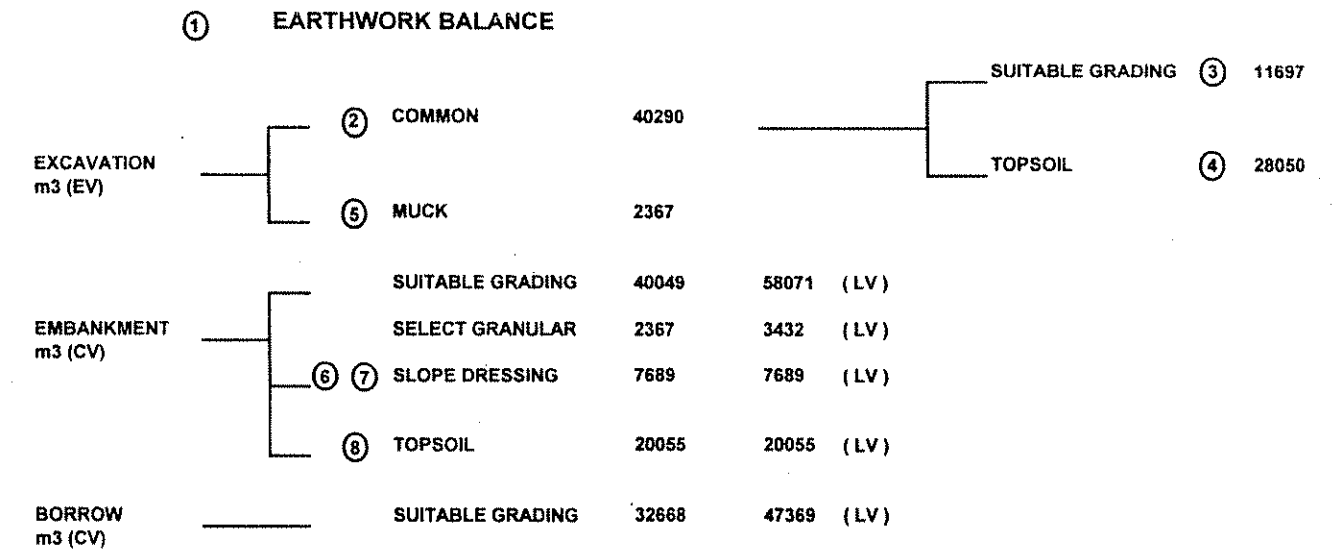 ① EARTHWORK BALANCE
SUITABLE GRADING ③ 11697
② COMMON 40290
EXCAVATION
m3 (EV)
TOPSOIL ④ 28050
⑤ MUCK 2367
SUITABLE GRADING 40049 58071 ( LV )
EMBANKMENT
m3 (CV)
SELECT GRANULAR 2367 3432 ( LV )
⑥ ⑦ SLOPE DRESSING 7689 7689 ( LV )
⑧ TOPSOIL 20055 20055 ( LV )
BORROW
m3 (CV)
SUITABLE GRADING 32668 47369 ( LV )